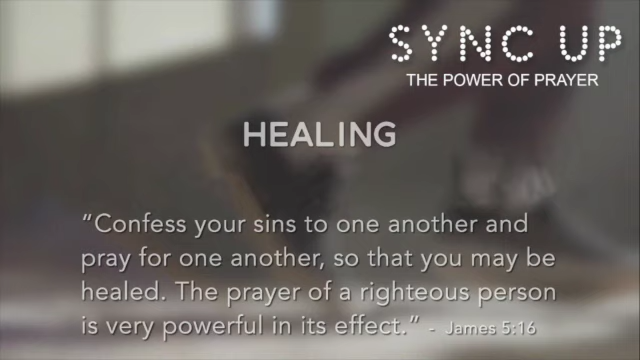 SYNC UP
THE POWER OF PRAYER
HEALING
“Confess your sins to one another and
pray for one another, so that you may be
healed. The prayer of a righteous person
is very powerful in its effect.” - James 5:16